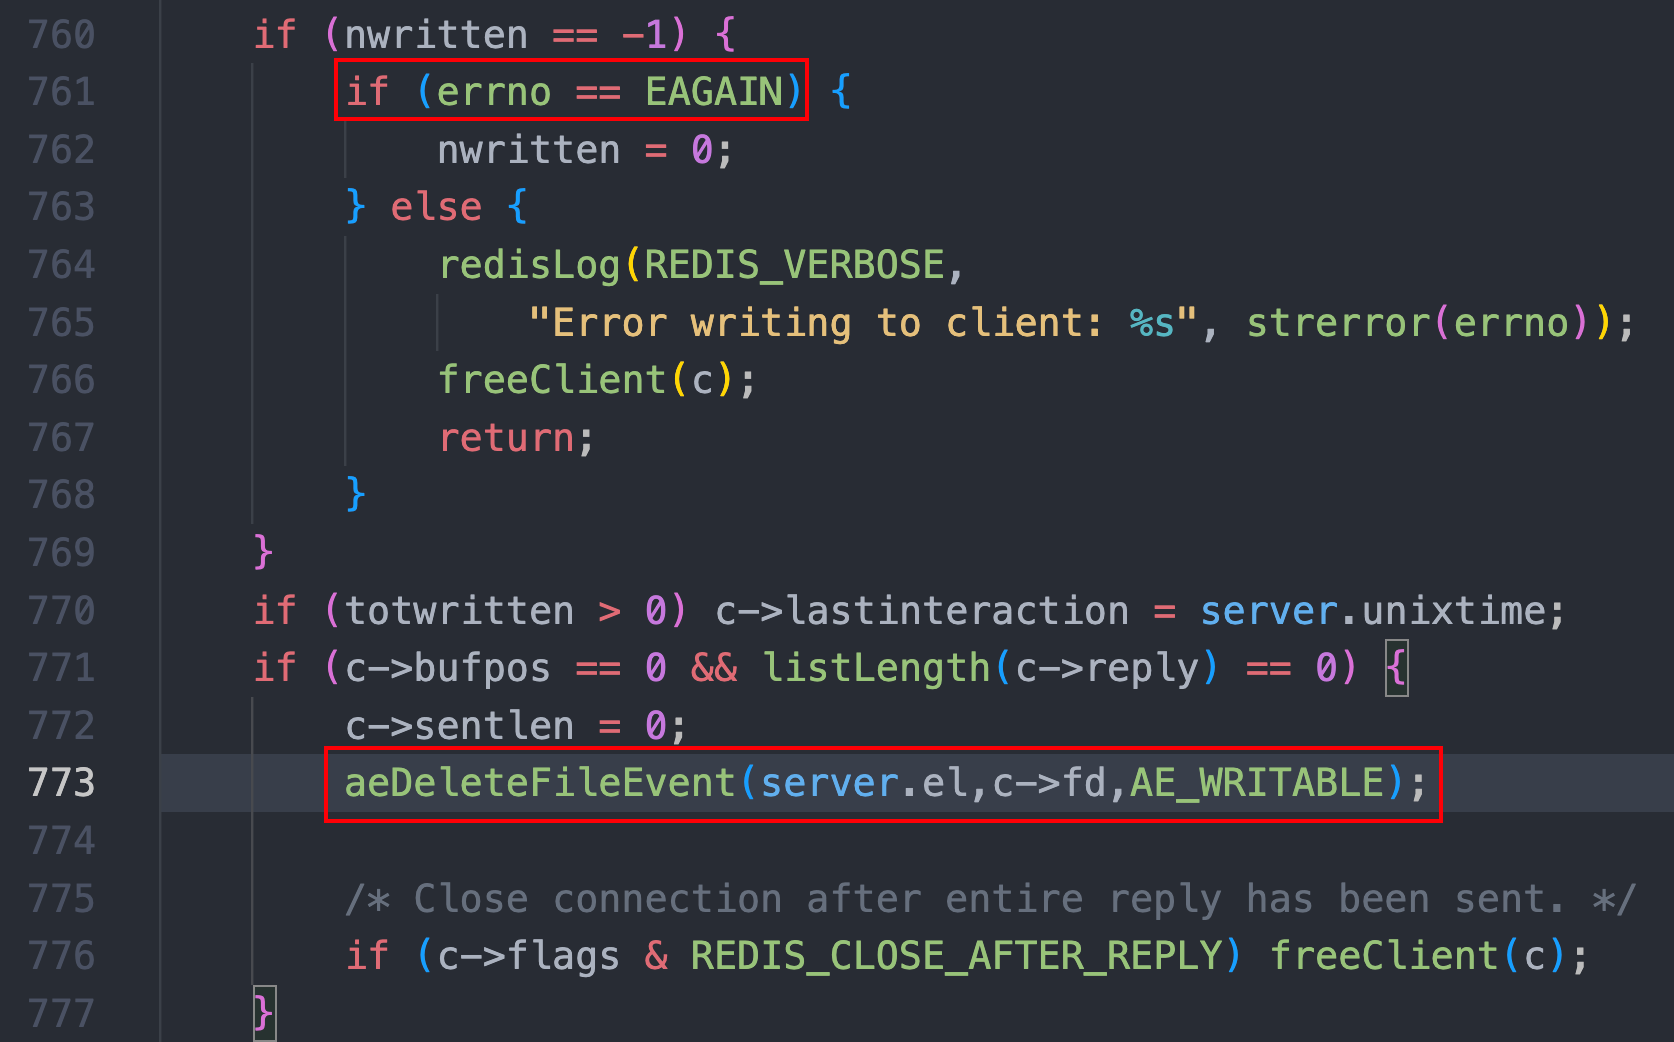 760 if (nwritten == -1) {
761 if (errno == EAGAIN) {
762 nwritten = 0;
763 } else {
764 redisLog(REDIS_VERBOSE,
765 "Error writing to client: %s", strerror(errno));
766 freeClient(c);
767 return;
768 }
769 }
770 if (totwritten > 0) c->lastinteraction = server.unixtime;
771 if (c->bufpos == 0 && listLength(c->reply) == 0) {
772 c->sentlen = 0;
773 aeDeleteFileEvent(server.el,c->fd,AE_WRITABLE);
774
775 /* Close connection after entire reply has been sent. */
776 if (c->flags & REDIS_CLOSE_AFTER_REPLY) freeClient(c);
777 }